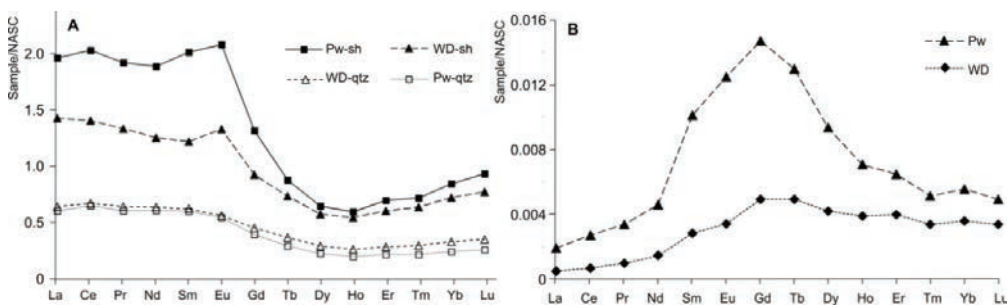 A
Sample/NASC
2.0
1.5
1.0
0.5
0
Pw-sh
WD-sh
WD-qtz
Pw-qtz
La Ce Pr Nd Sm Eu Gd Tb Dy Ho Er Tm Yb Lu
B
Sample/NASC
0.016
0.012
0.008
0.004
0
Pw
WD
La Ce Pr Nd Sm Eu Gd Tb Dy Ho Er Tm Yb Lu